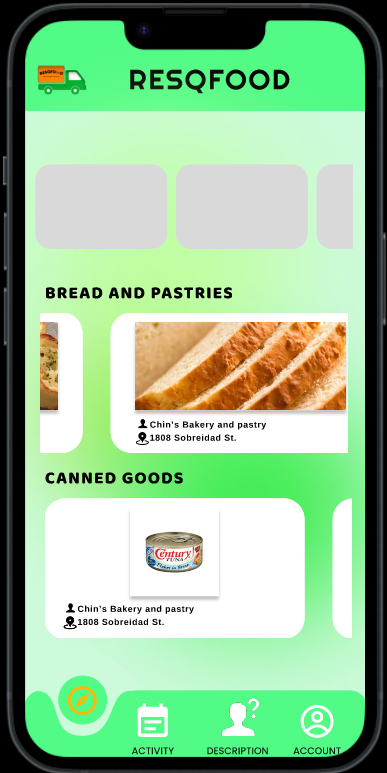 RESQFOOD
RESQFOOD
BREAD AND PASTRIES
Chin's Bakery and pastry
1808 Sobreidad St.
CANNED GOODS
Century
TUNA
Chin's Bakery and pastry
1808 Sobreidad St.
?
ACTIVITY
DESCRIPTION
ACCOUNT